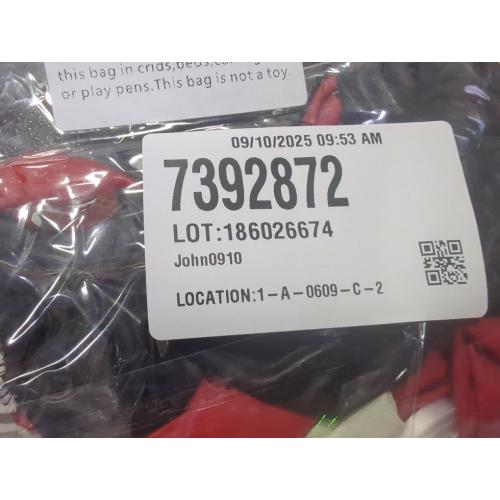 this bag in crids,beds,
or play pens.This bag is not a toy.
09/10/2025 09:53 AM
7392872
LOT:186026674
John0910
LOCATION:1-A-0609-C-2